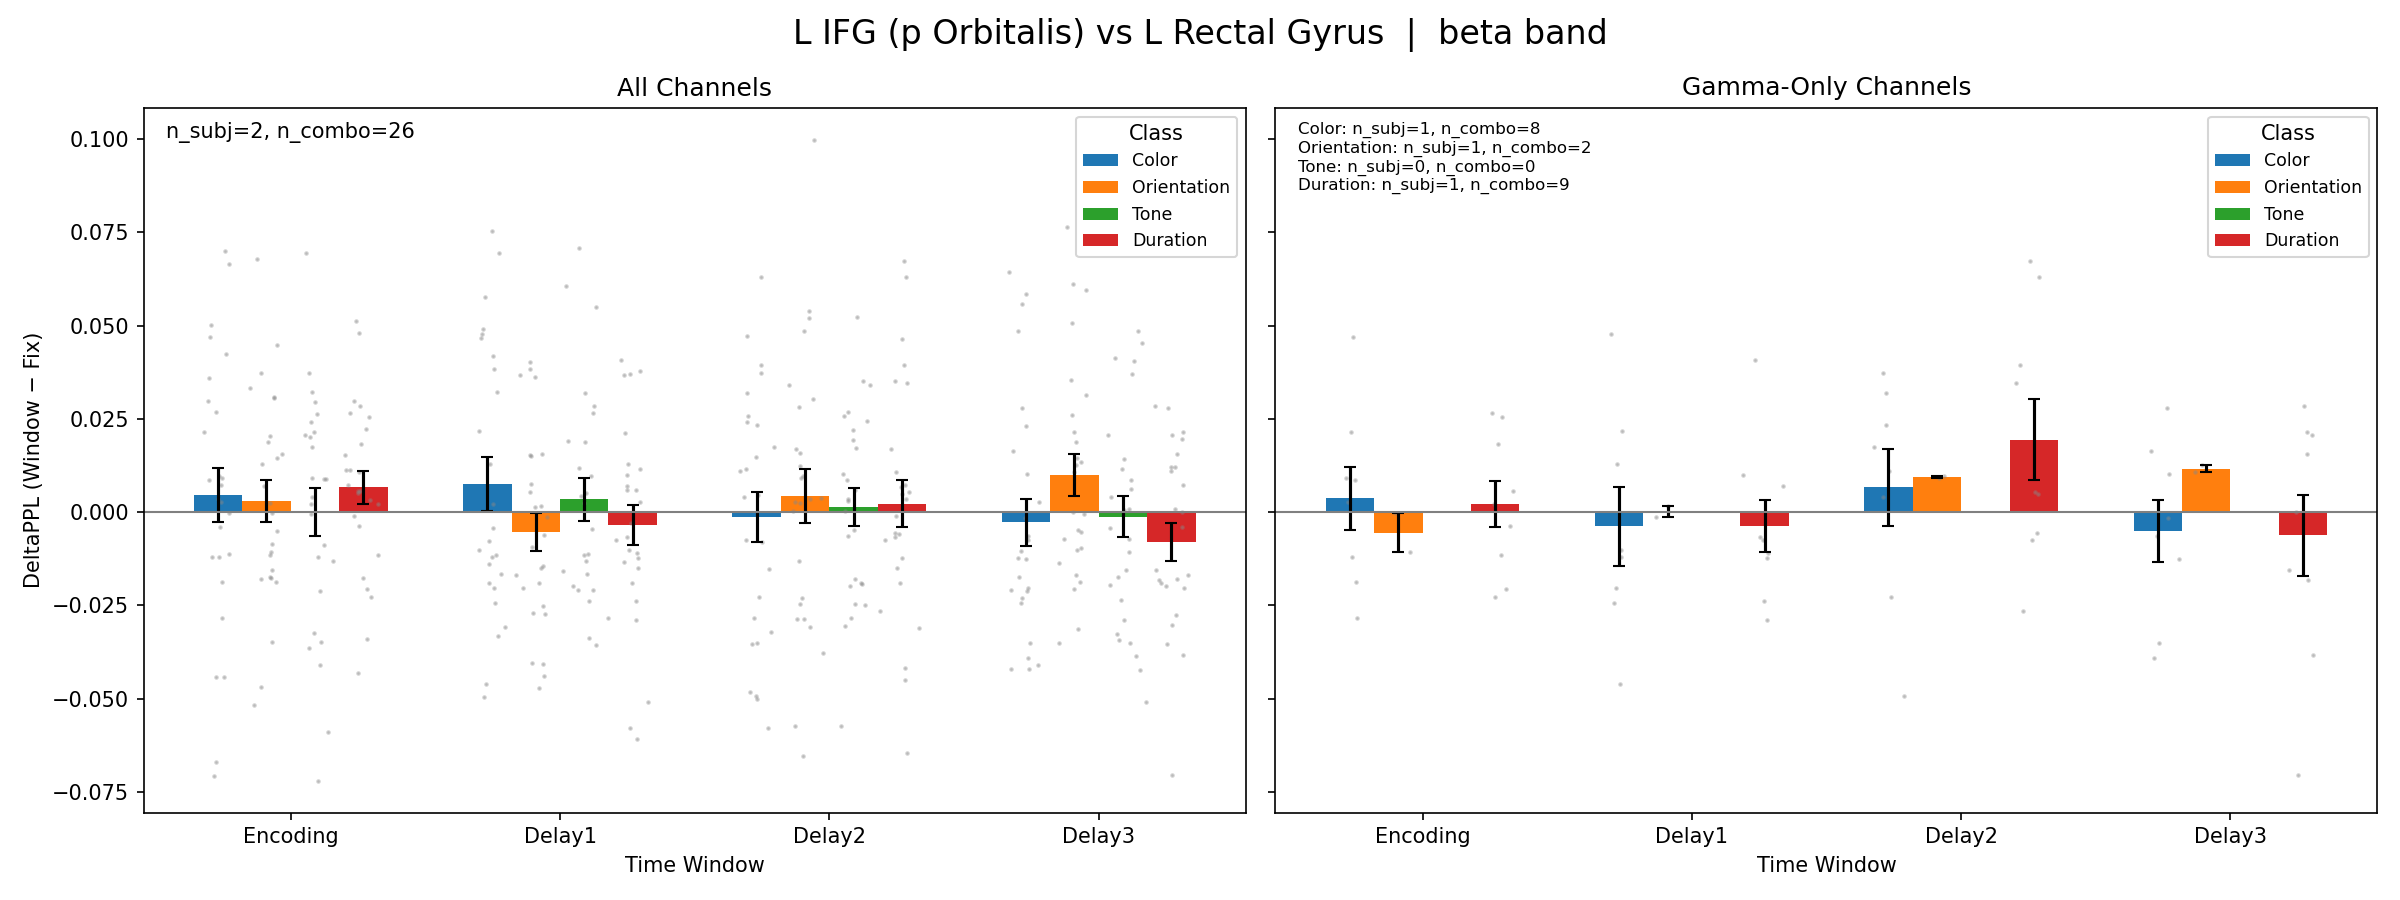 L IFG (p Orbitalis) vs L Rectal Gyrus | beta band
All Channels
n_subj=2, n_combo=26
Class
Color
Orientation
Tone
Duration
DeltaPPL (Window − Fix)
0.100
0.075
0.050
0.025
0.000
−0.025
−0.050
−0.075
Encoding
Delay1
Delay2
Delay3
Time Window
Gamma-Only Channels
Color: n_subj=1, n_combo=8
Orientation: n_subj=1, n_combo=2
Tone: n_subj=0, n_combo=0
Duration: n_subj=1, n_combo=9
Class
Color
Orientation
Tone
Duration
Encoding
Delay1
Delay2
Delay3
Time Window